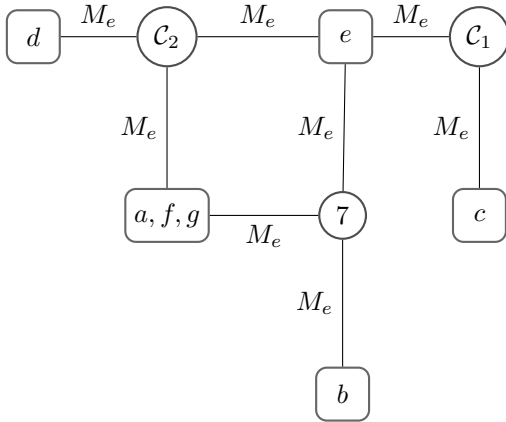 M_e M_e M_e
d 𝒞_2 e 𝒞_1
M_e M_e M_e
a, f, g 7 c
M_e
M_e
b